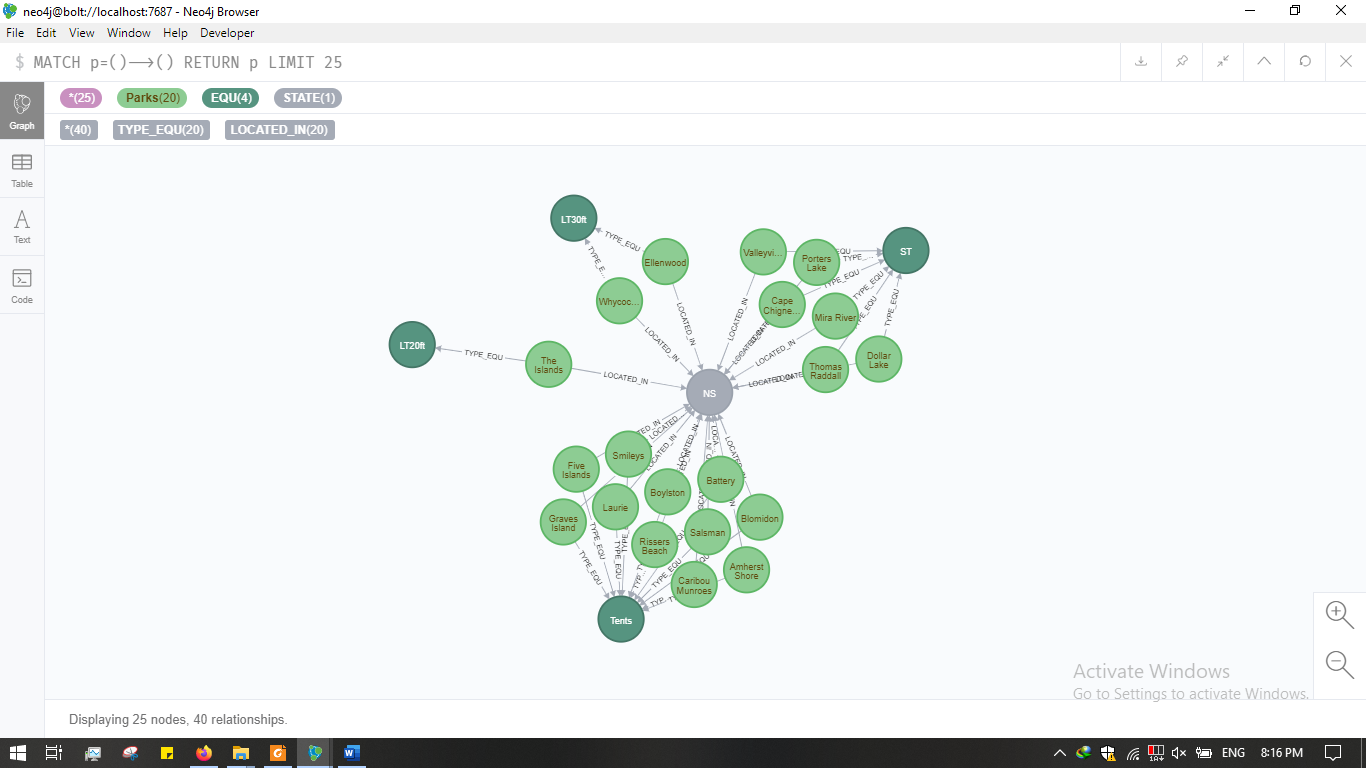 neo4j@bolt://localhost:7687 - Neo4j Browser
File Edit View Window Help Developer
$ MATCH p=()-->() RETURN p LIMIT 25
*(25) Parks(20) EQU(4) STATE(1)
*(40) TYPE_EQU(20) LOCATED_IN(20)
Graph
Table
Text
Code
LT30ft
TYPE_EQU
Ellenwood
TYPE_E...
Whycoc...
LOCATED_IN
LOCATED_IN
LT20ft
TYPE_EQU
The
Islands
LOCATED_IN
Valleyvi...
Porters
Lake
ST
TYPE_...
TYPE_EQU
Cape
Chigne...
Mira River
TYPE_EQU
LOCATED_IN
LOCATED_IN
Thomas
Raddall
Dollar
Lake
NS
LOCATED_IN
Five
Islands
Smileys
LOCATED_IN
Laurie
Boylston
Battery
Graves
Island
Rissers
Beach
Salsman
Blomidon
TYPE_EQU
TYPE_EQU
TYPE_EQU
TYPE_EQU
Caribou
Munroes
Amherst
Shore
Tents
Activate Windows
Go to Settings to activate Windows.
Displaying 25 nodes, 40 relationships.
ENG 8:16 PM